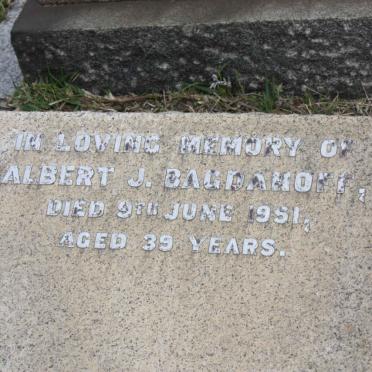 IN LOVING MEMORY OF
ALBERT J. BAGDAHOFF,
DIED 9TH JUNE 1951,
AGED 39 YEARS.